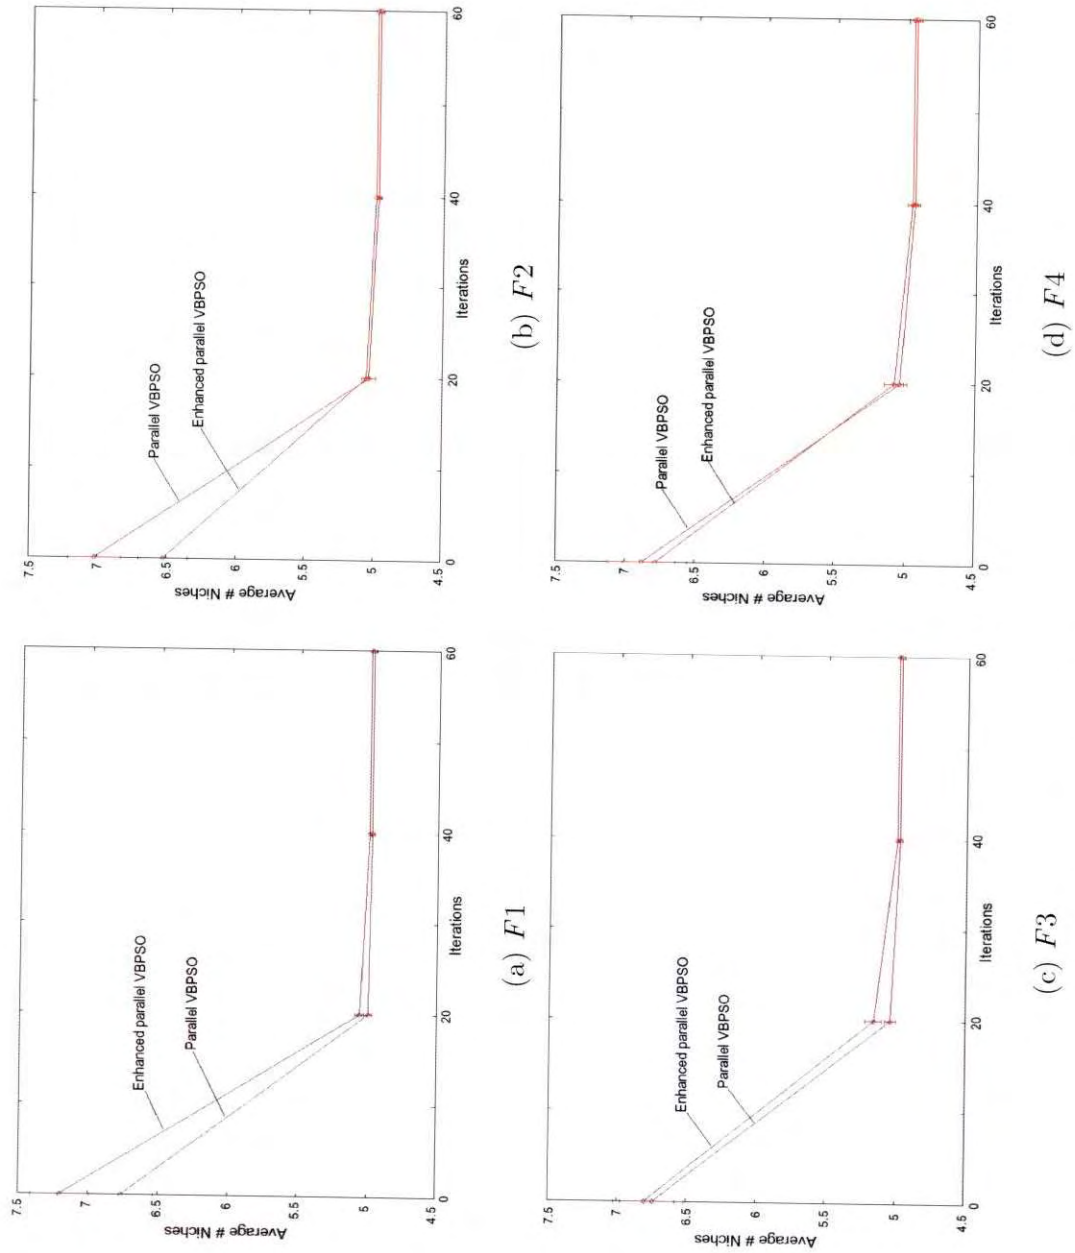 Average # Niches
7.5
7
6.5
6
5.5
5
4.5
0
20
40
60
Iterations
Enhanced parallel VBPSO
Parallel VBPSO
(a) F1
Average # Niches
7.5
7
6.5
6
5.5
5
4.5
0
20
40
60
Iterations
Parallel VBPSO
Enhanced parallel VBPSO
(b) F2
Average # Niches
7.5
7
6.5
6
5.5
5
4.5
0
20
40
60
Iterations
Enhanced parallel VBPSO
Parallel VBPSO
(c) F3
Average # Niches
7.5
7
6.5
6
5.5
5
4.5
0
20
40
60
Iterations
Parallel VBPSO
Enhanced parallel VBPSO
(d) F4